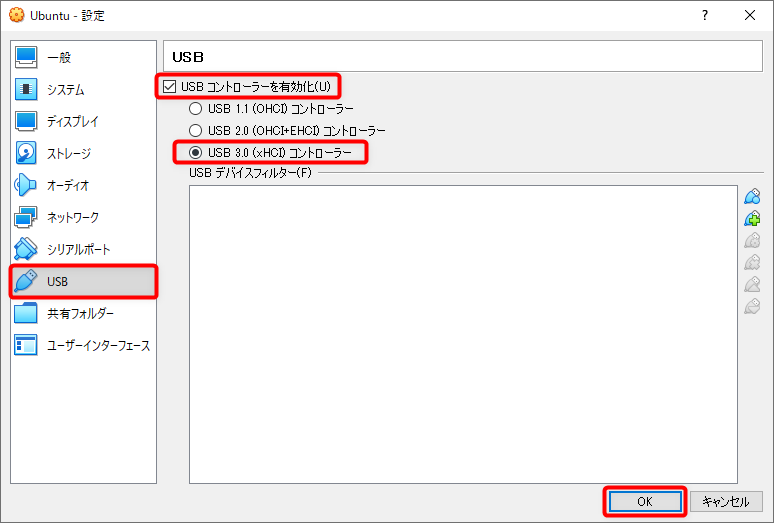 Ubuntu - 設定
?
一般
システム
ディスプレイ
ストレージ
オーディオ
ネットワーク
シリアルポート
USB
共有フォルダー
ユーザーインターフェース
USB
USB コントローラーを有効化(U)
USB 1.1 (OHCI) コントローラー
USB 2.0 (OHCI+EHCI) コントローラー
USB 3.0 (xHCI) コントローラー
USB デバイスフィルター(F)
OK
キャンセル